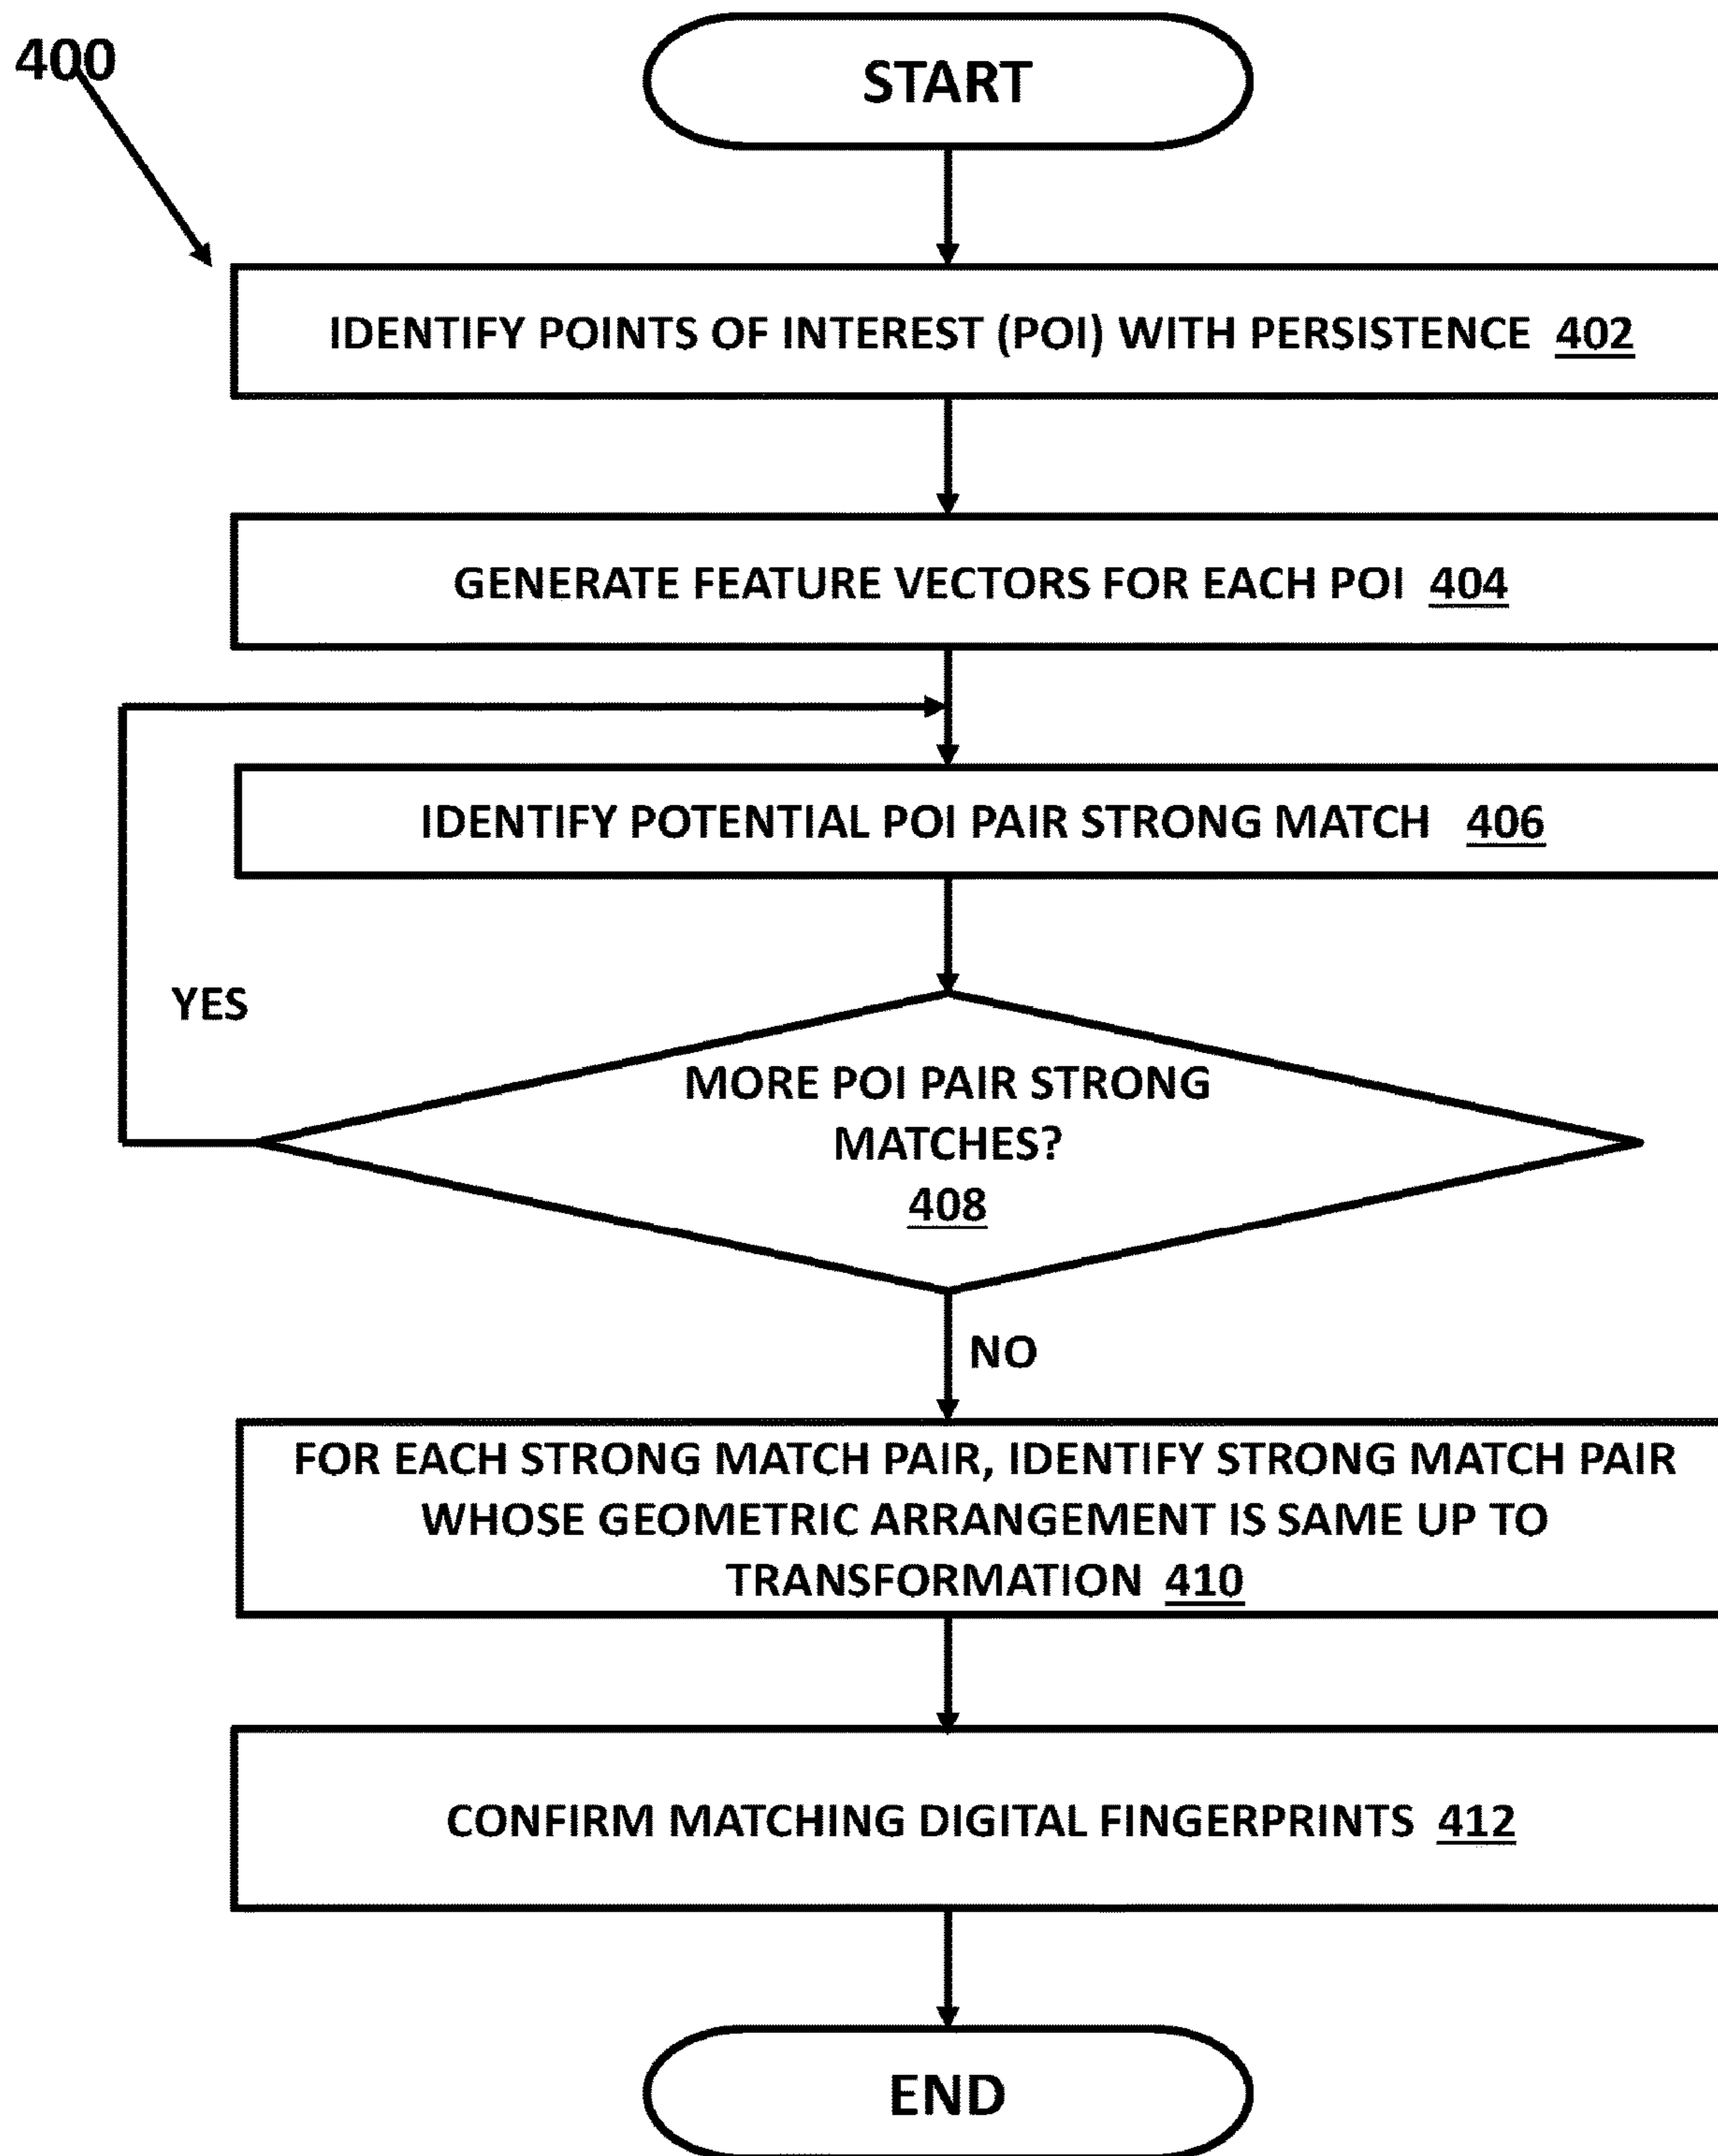 400
START
IDENTIFY POINTS OF INTEREST (POI) WITH PERSISTENCE 402
GENERATE FEATURE VECTORS FOR EACH POI 404
IDENTIFY POTENTIAL POI PAIR STRONG MATCH 406
YES
MORE POI PAIR STRONG
MATCHES?
408
NO
FOR EACH STRONG MATCH PAIR, IDENTIFY STRONG MATCH PAIR
WHOSE GEOMETRIC ARRANGEMENT IS SAME UP TO
TRANSFORMATION 410
CONFIRM MATCHING DIGITAL FINGERPRINTS 412
END